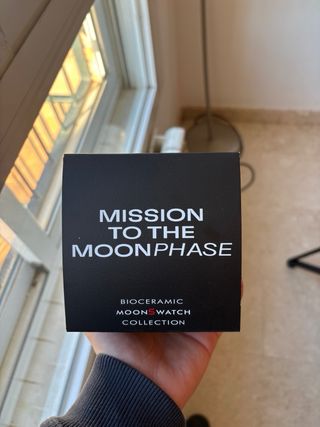 MISSION
TO THE
MOONPHASE
BIOCERAMIC
MOONSWATCH
COLLECTION